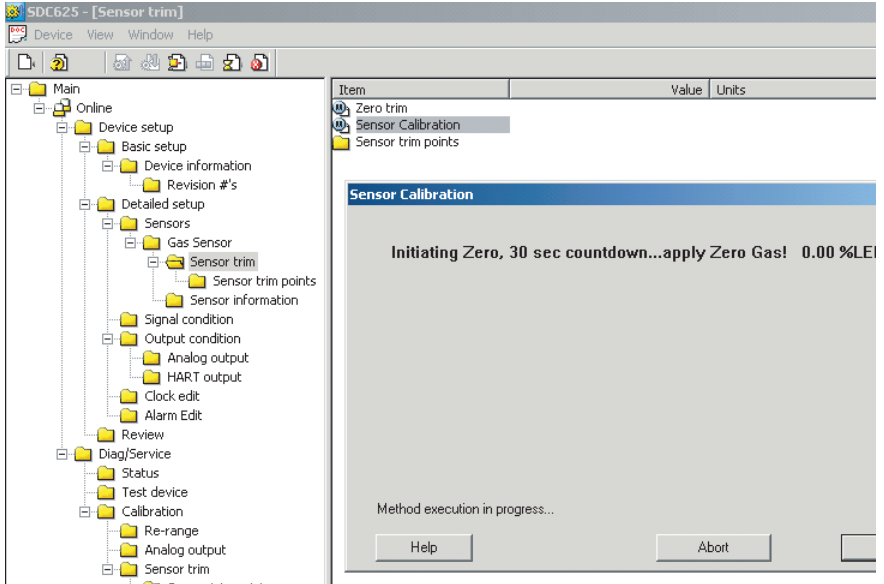 SDC625 - [Sensor trim]
Device View Window Help
Main
Online
Device setup
Basic setup
Device information
Revision #'s
Detailed setup
Sensors
Gas Sensor
Sensor trim
Sensor trim points
Sensor information
Signal condition
Output condition
Analog output
HART output
Clock edit
Alarm Edit
Review
Diag/Service
Status
Test device
Calibration
Re-range
Analog output
Sensor trim
Item Value Units
Zero trim
Sensor Calibration
Sensor trim points
Sensor Calibration
Initiating Zero, 30 sec countdown...apply Zero Gas! 0.00 %LE
Method execution in progress...
Help Abort